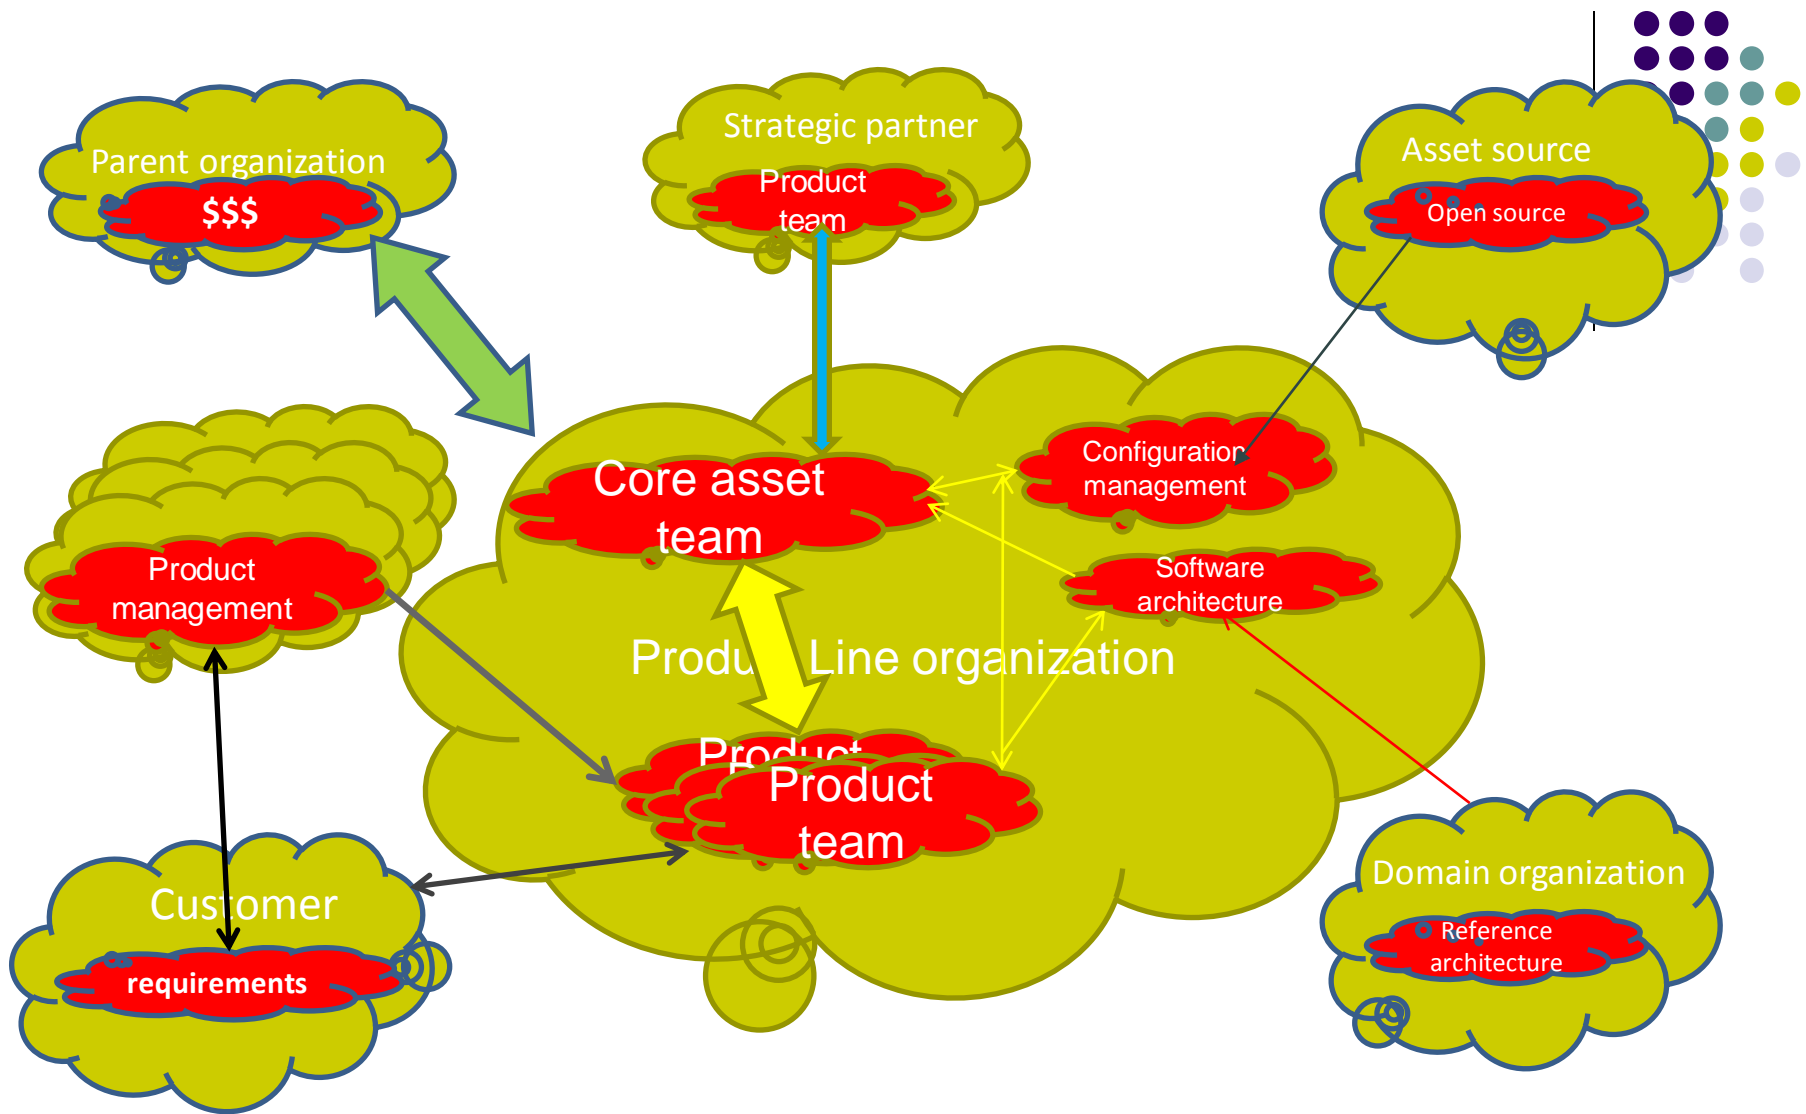 Strategic partner
Product
team
Parent organization
$$$
Asset source
Open source
Configuration
management
Core asset
team
Software
architecture
Product
management
Line organization
Product
Product
team
Customer
requirements
Domain organization
Reference
architecture